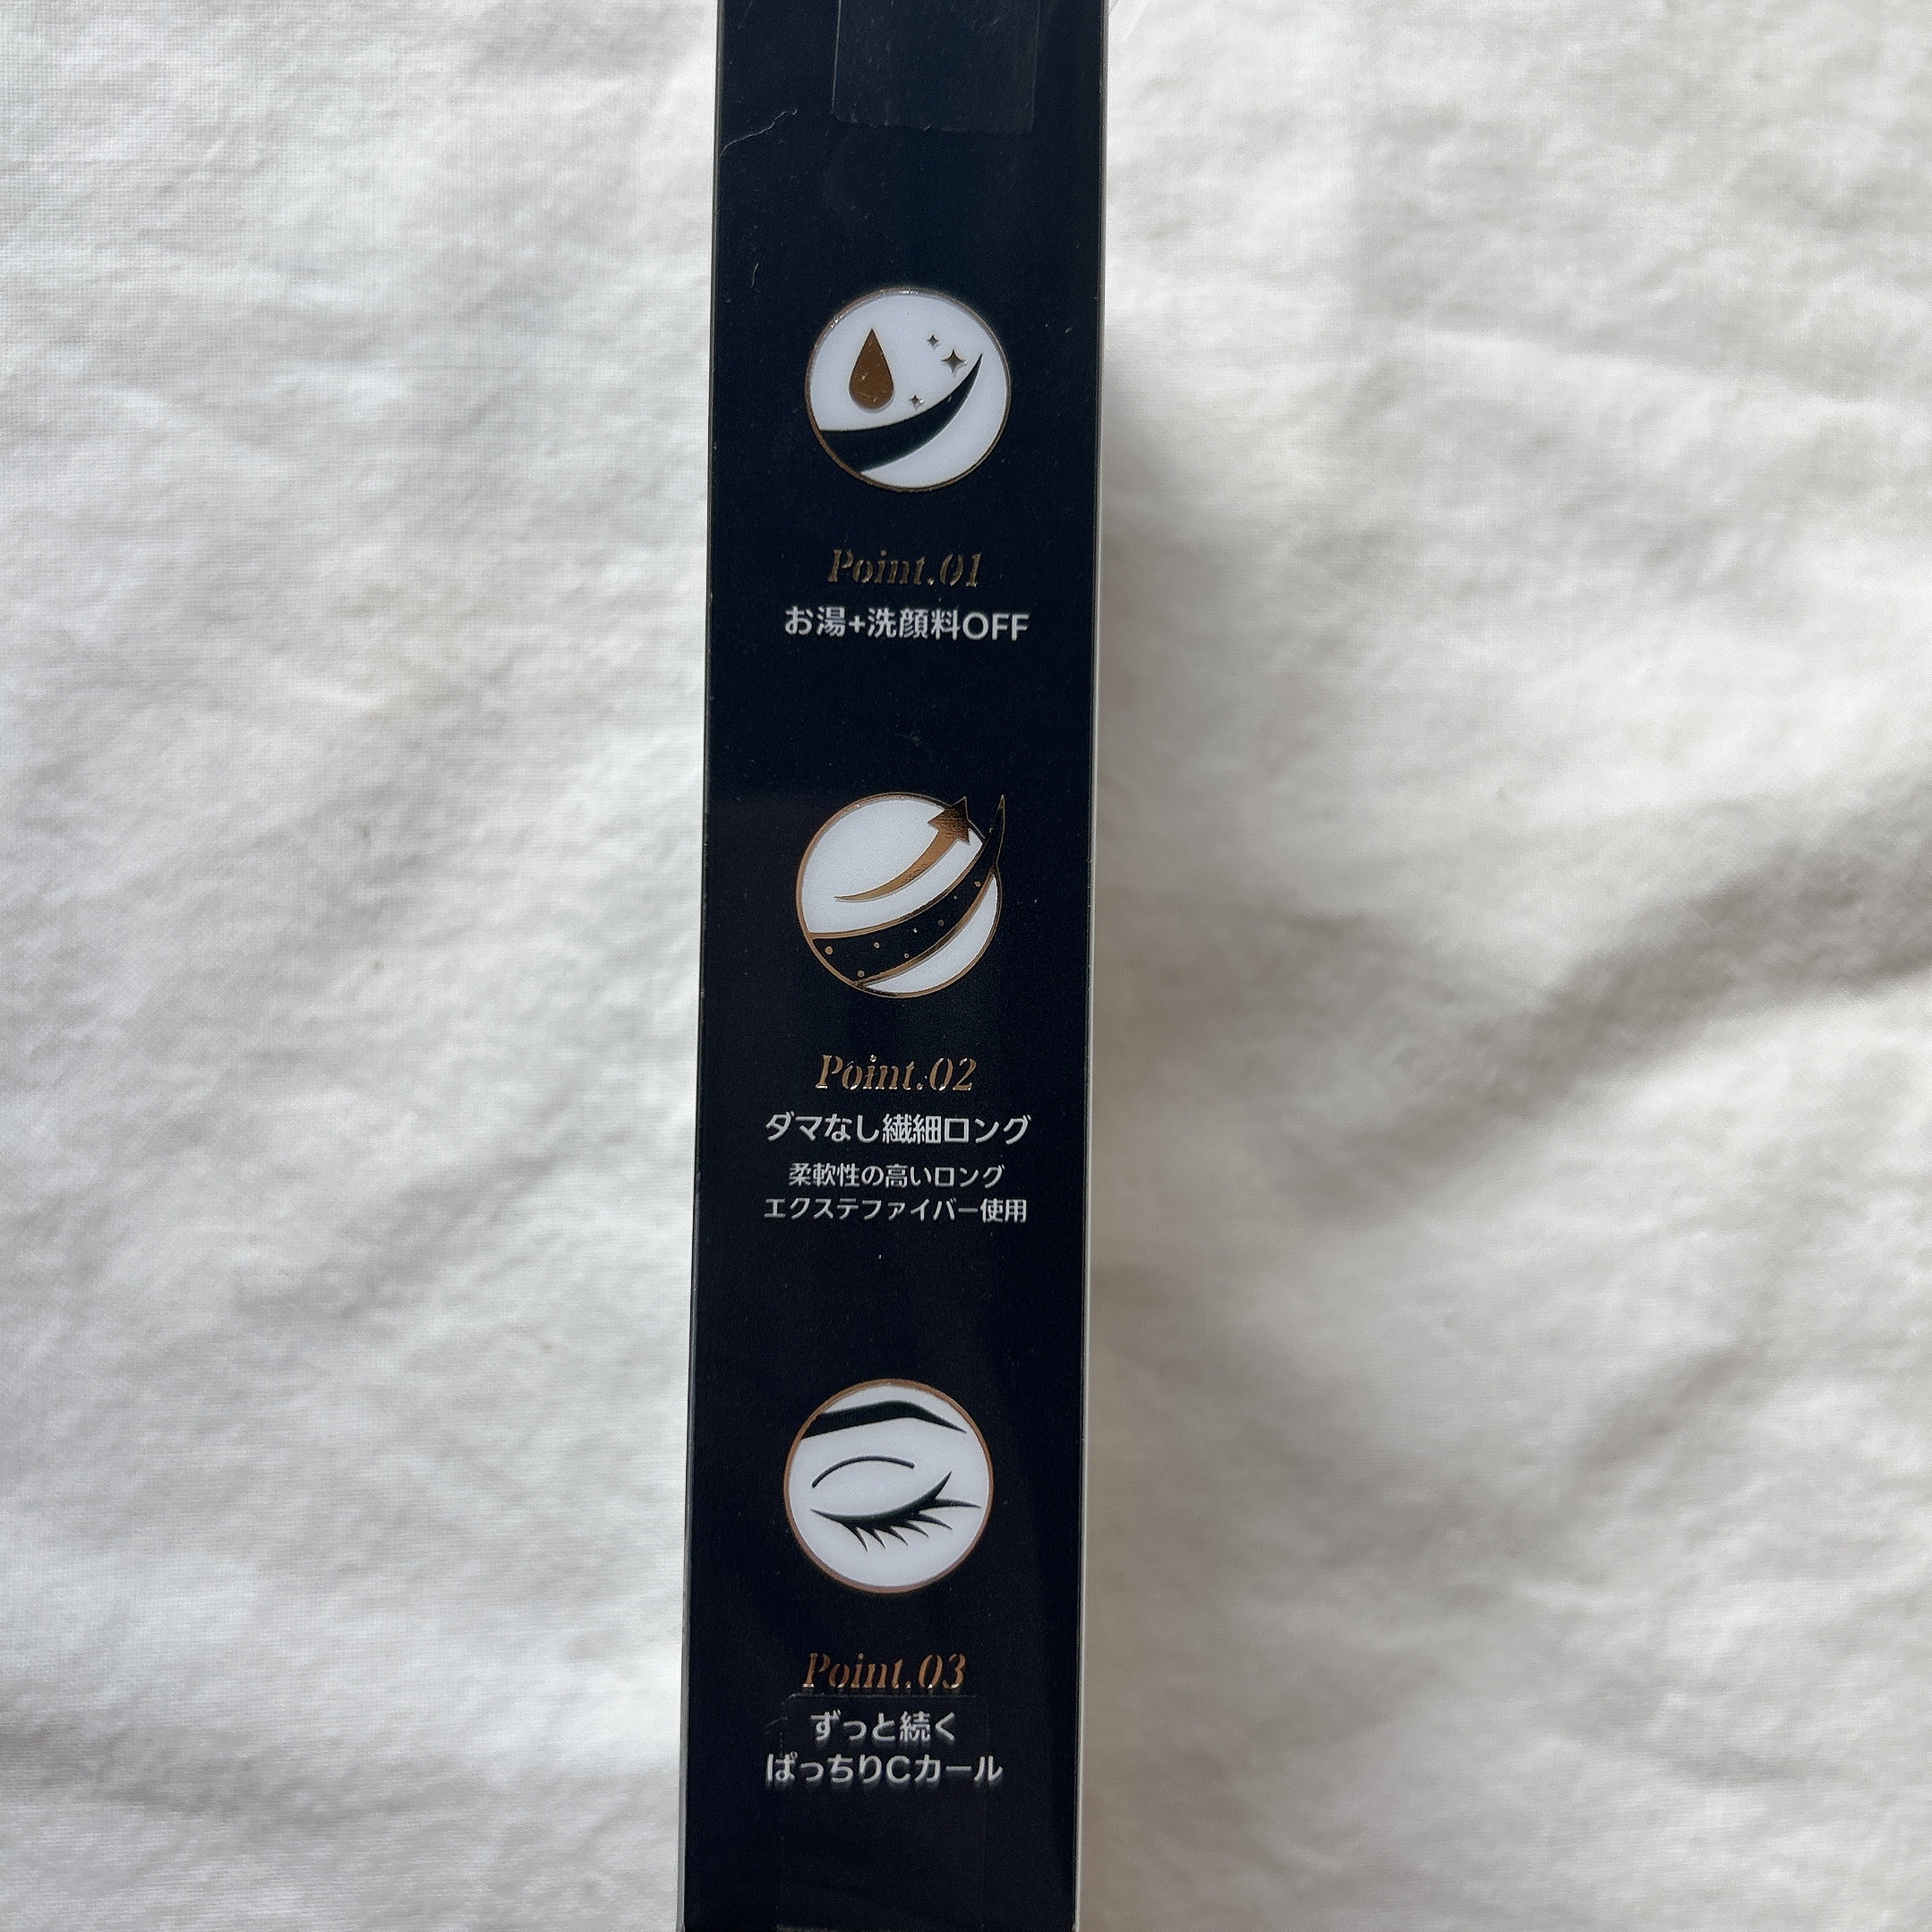 Point.01
お湯+洗顔料OFF
Point.02
ダマなし繊細ロング
柔軟性の高いロング
エクステファイバー使用
Point.03
ずっと続く
ぱっちりCカール